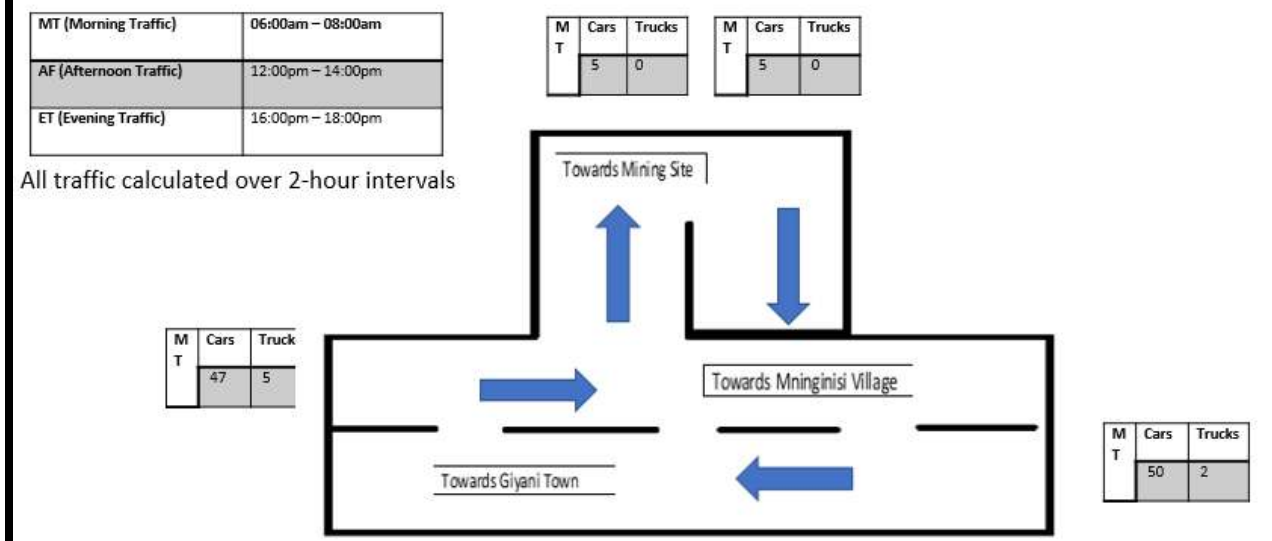 MT (Morning Traffic) 06:00am – 08:00am
AF (Afternoon Traffic) 12:00pm – 14:00pm
ET (Evening Traffic) 16:00pm – 18:00pm
All traffic calculated over 2-hour intervals
M Cars Trucks
T
5 0
M Cars Trucks
T
5 0
Towards Mining Site
M Cars Truck
T
47 5
Towards Mninginisi Village
Towards Giyani Town
M Cars Trucks
T
50 2